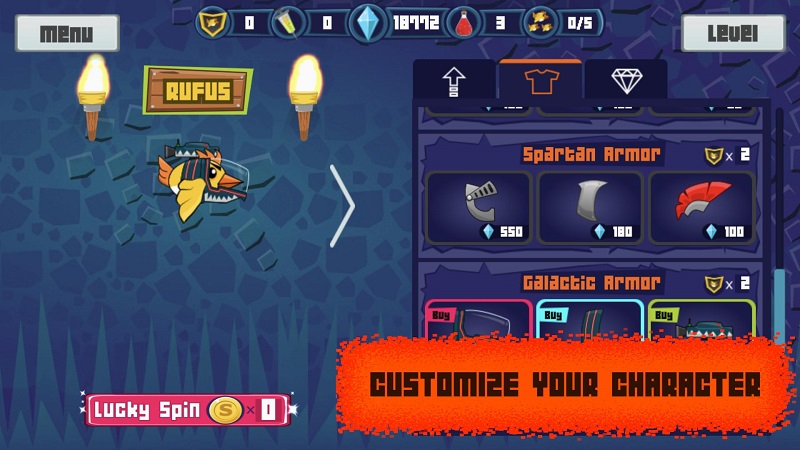 Menu
0
0
18772
3
0/5
Level
RUFUS
Spartan Armor
x 2
550
180
100
Galactic Armor
x 2
Buy
Buy
Buy
CUSTOMIZE YOUR CHARACTER
Lucky Spin S x 0